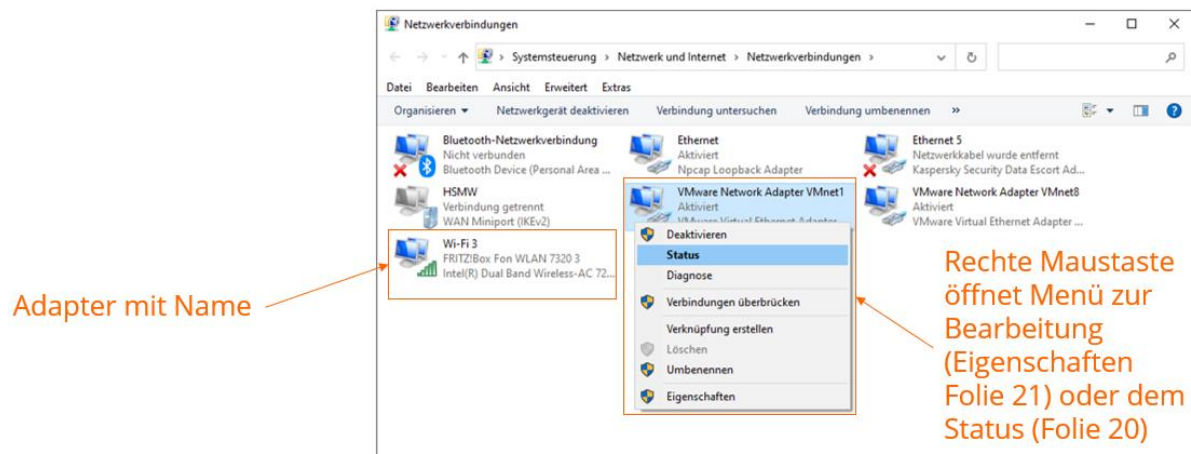 Netzwerkverbindungen
Systemsteuerung > Netzwerk und Internet > Netzwerkverbindungen >
Datei Bearbeiten Ansicht Erweitert Extras
Organisieren Netzwerkgerät deaktivieren Verbindung untersuchen Verbindung umbenennen »
Bluetooth-Netzwerkverbindung
Nicht verbunden
Bluetooth Device (Personal Area ...
Ethernet
Aktiviert
Npcap Loopback Adapter
Ethernet 5
Netzwerkkabel wurde entfernt
Kaspersky Security Data Escort Ad...
HSMW
Verbindung getrennt
WAN Miniport (IKEv2)
VMware Network Adapter VMnet1
Aktiviert
VMware Virtual Ethernet Adapter
VMware Network Adapter VMnet8
Aktiviert
VMware Virtual Ethernet Adapter ...
Wi-Fi 3
FRITZ!Box Fon WLAN 7320 3
Intel(R) Dual Band Wireless-AC 72...
Deaktivieren
Status
Diagnose
Verbindungen überbrücken
Verknüpfung erstellen
Löschen
Umbenennen
Eigenschaften
Adapter mit Name
Rechte Maustaste
öffnet Menü zur
Bearbeitung
(Eigenschaften
Folie 21) oder dem
Status (Folie 20)